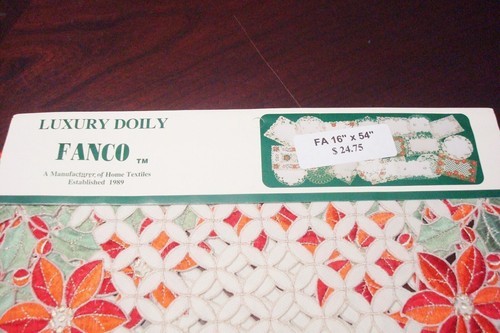 LUXURY DOILY
FANCO TM
A Manufacturer of Home Textiles
Established 1989
FA 16" x 54"
$ 24.75